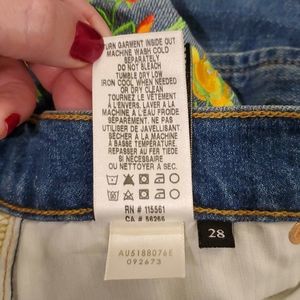 TURN GARMENT INSIDE OUT
MACHINE WASH COLD
SEPARATELY
DO NOT BLEACH
TUMBLE DRY LOW
IRON COOL WHEN NEEDED
OR DRY CLEAN
TOURNEZ LE VÊTEMENT
À L'ENVERS, LAVER À LA
MACHINE À L'EAU FROIDE
SÉPARÉMENT - NE PAS
UTILISER DE JAVELLISANT.
SÉCHER EN MACHINE
À BASSE TEMPÉRATURE.
REPASSER AU FER TIÈDE
SI NÉCESSAIRE
OU NETTOYER À SEC.
RN # 115561
CA # 56266
AU5188076E
092673
28